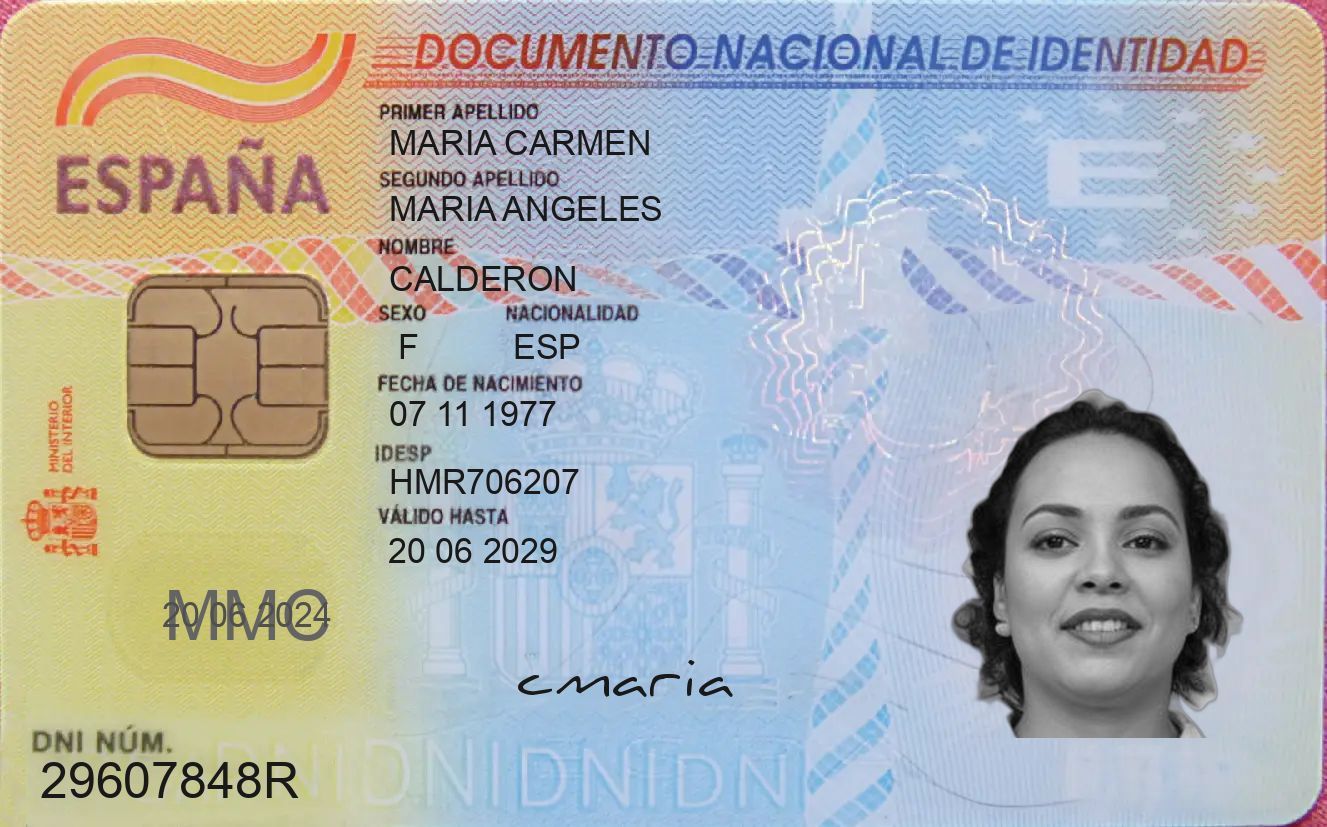 DOCUMENTO NACIONAL DE IDENTIDAD
ESPAÑA
PRIMER APELLIDO
MARIA CARMEN
SEGUNDO APELLIDO
MARIA ANGELES
NOMBRE
CALDERON
SEXO NACIONALIDAD
F ESP
FECHA DE NACIMIENTO
07 11 1977
IDESP
HMR706207
VÁLIDO HASTA
20 06 2029
MINISTERIO
DEL INTERIOR
E
20 06 2024
MMO
cmaria
DNI NÚM.
29607848R
DNIDNIDNIDNIDN